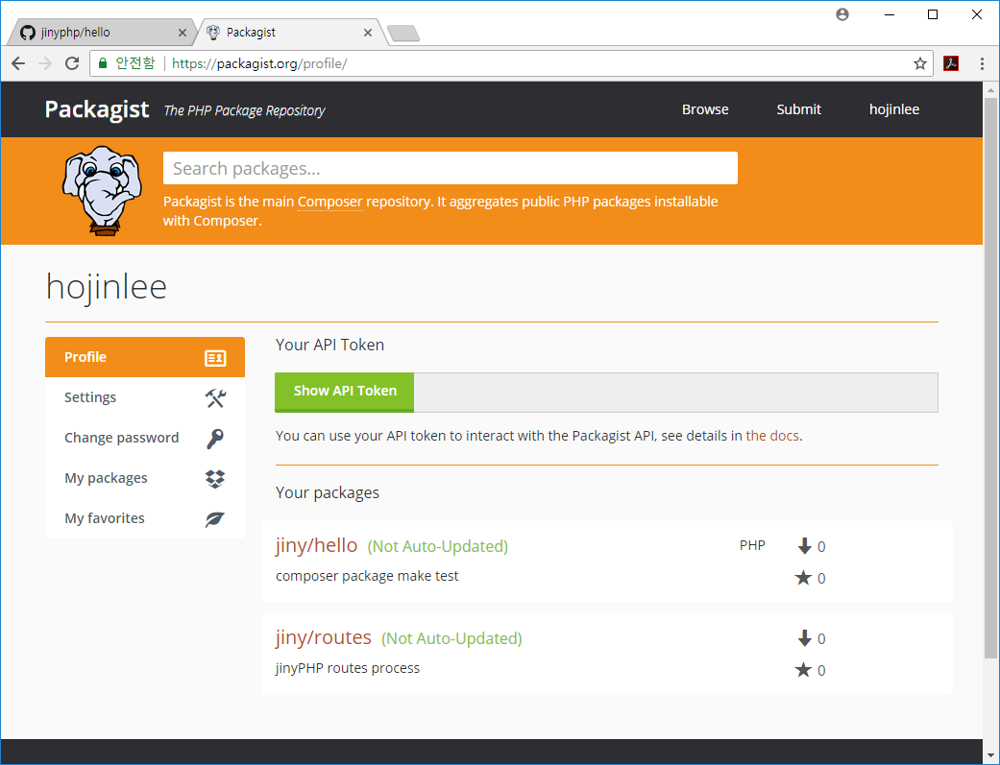 jinyphp/hello
Packagist
안전함 https://packagist.org/profile/
Packagist The PHP Package Repository Browse Submit hojinlee
Search packages...
Packagist is the main Composer repository. It aggregates public PHP packages installable
with Composer.
hojinlee
Profile
Settings
Change password
My packages
My favorites
Your API Token
Show API Token
You can use your API token to interact with the Packagist API, see details in the docs.
Your packages
jiny/hello (Not Auto-Updated) PHP 0
composer package make test 0
jiny/routes (Not Auto-Updated) 0
jinyPHP routes process 0